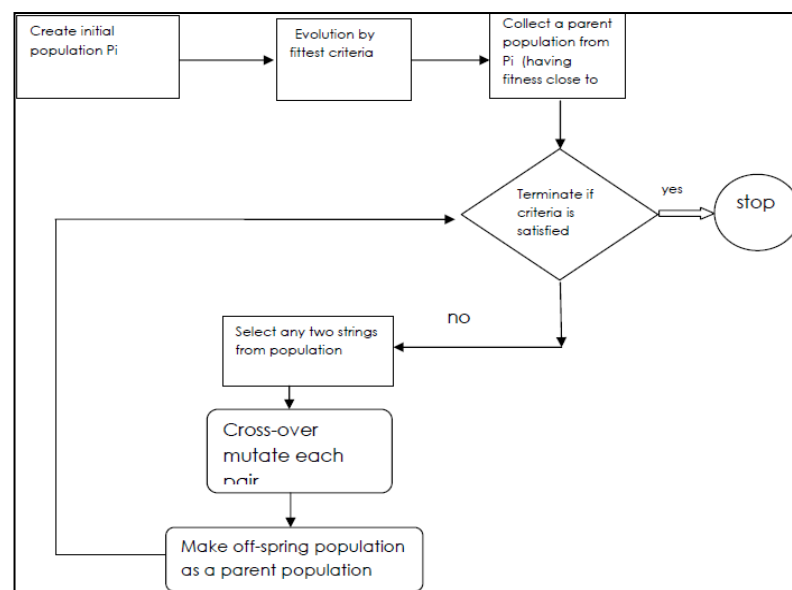 Create initial
population Pi
Evolution by
fittest criteria
Collect a parent
population from
Pi (having
fitness close to
Terminate if
criteria is
satisfied
yes
stop
no
Select any two strings
from population
Cross-over
mutate each
pair
Make off-spring population
as a parent population